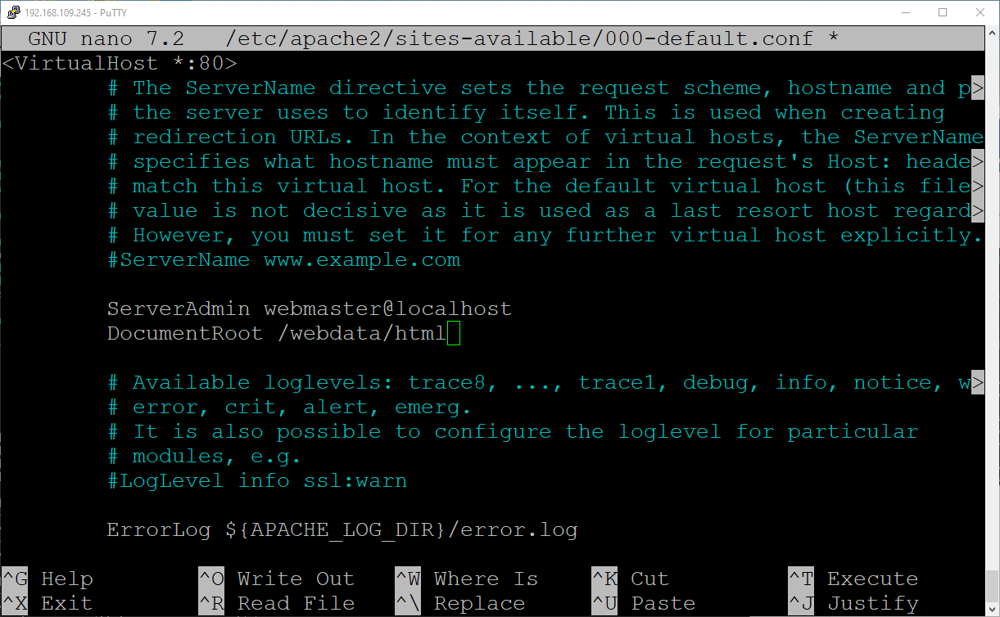 192.168.109.245 - PuTTY
GNU nano 7.2 /etc/apache2/sites-available/000-default.conf *
<VirtualHost *:80>
# The ServerName directive sets the request scheme, hostname and p>
# the server uses to identify itself. This is used when creating
# redirection URLs. In the context of virtual hosts, the ServerName
# specifies what hostname must appear in the request's Host: heade>
# match this virtual host. For the default virtual host (this file>
# value is not decisive as it is used as a last resort host regard>
# However, you must set it for any further virtual host explicitly.
#ServerName www.example.com
ServerAdmin webmaster@localhost
DocumentRoot /webdata/html
# Available loglevels: trace8, ..., trace1, debug, info, notice, w>
# error, crit, alert, emerg.
# It is also possible to configure the loglevel for particular
# modules, e.g.
#LogLevel info ssl:warn
ErrorLog ${APACHE_LOG_DIR}/error.log
^G Help ^O Write Out ^W Where Is ^K Cut ^T Execute
^X Exit ^R Read File ^\ Replace ^U Paste ^J Justify